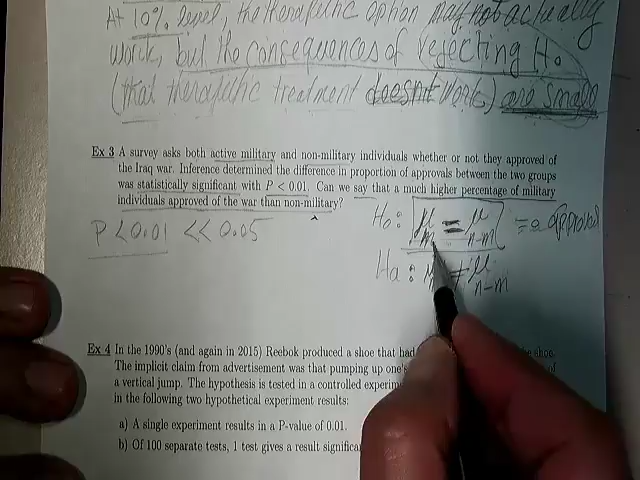 At 10% level, the therapeutic option may not actually
work, but the consequences of rejecting H₀
(that therapeutic treatment doesn't work) are small
Ex 3 A survey asks both active military and non-military individuals whether or not they approved of
the Iraq war. Inference determined the difference in proportion of approvals between the two groups
was statistically significant with P < 0.01. Can we say that a much higher percentage of military
individuals approved of the war than non-military?
H₀: μ_m = μ_n-m = approval
P < 0.01 << 0.05
Ha: ≠ μ_n-m
Ex 4 In the 1990's (and again in 2015) Reebok produced a shoe that had shoe.
The implicit claim from advertisement was that pumping up one's of
a vertical jump. The hypothesis is tested in a controlled
in the following two hypothetical experiment results:
a) A single experiment results in a P-value of 0.01.
b) Of 100 separate tests, 1 test gives a result